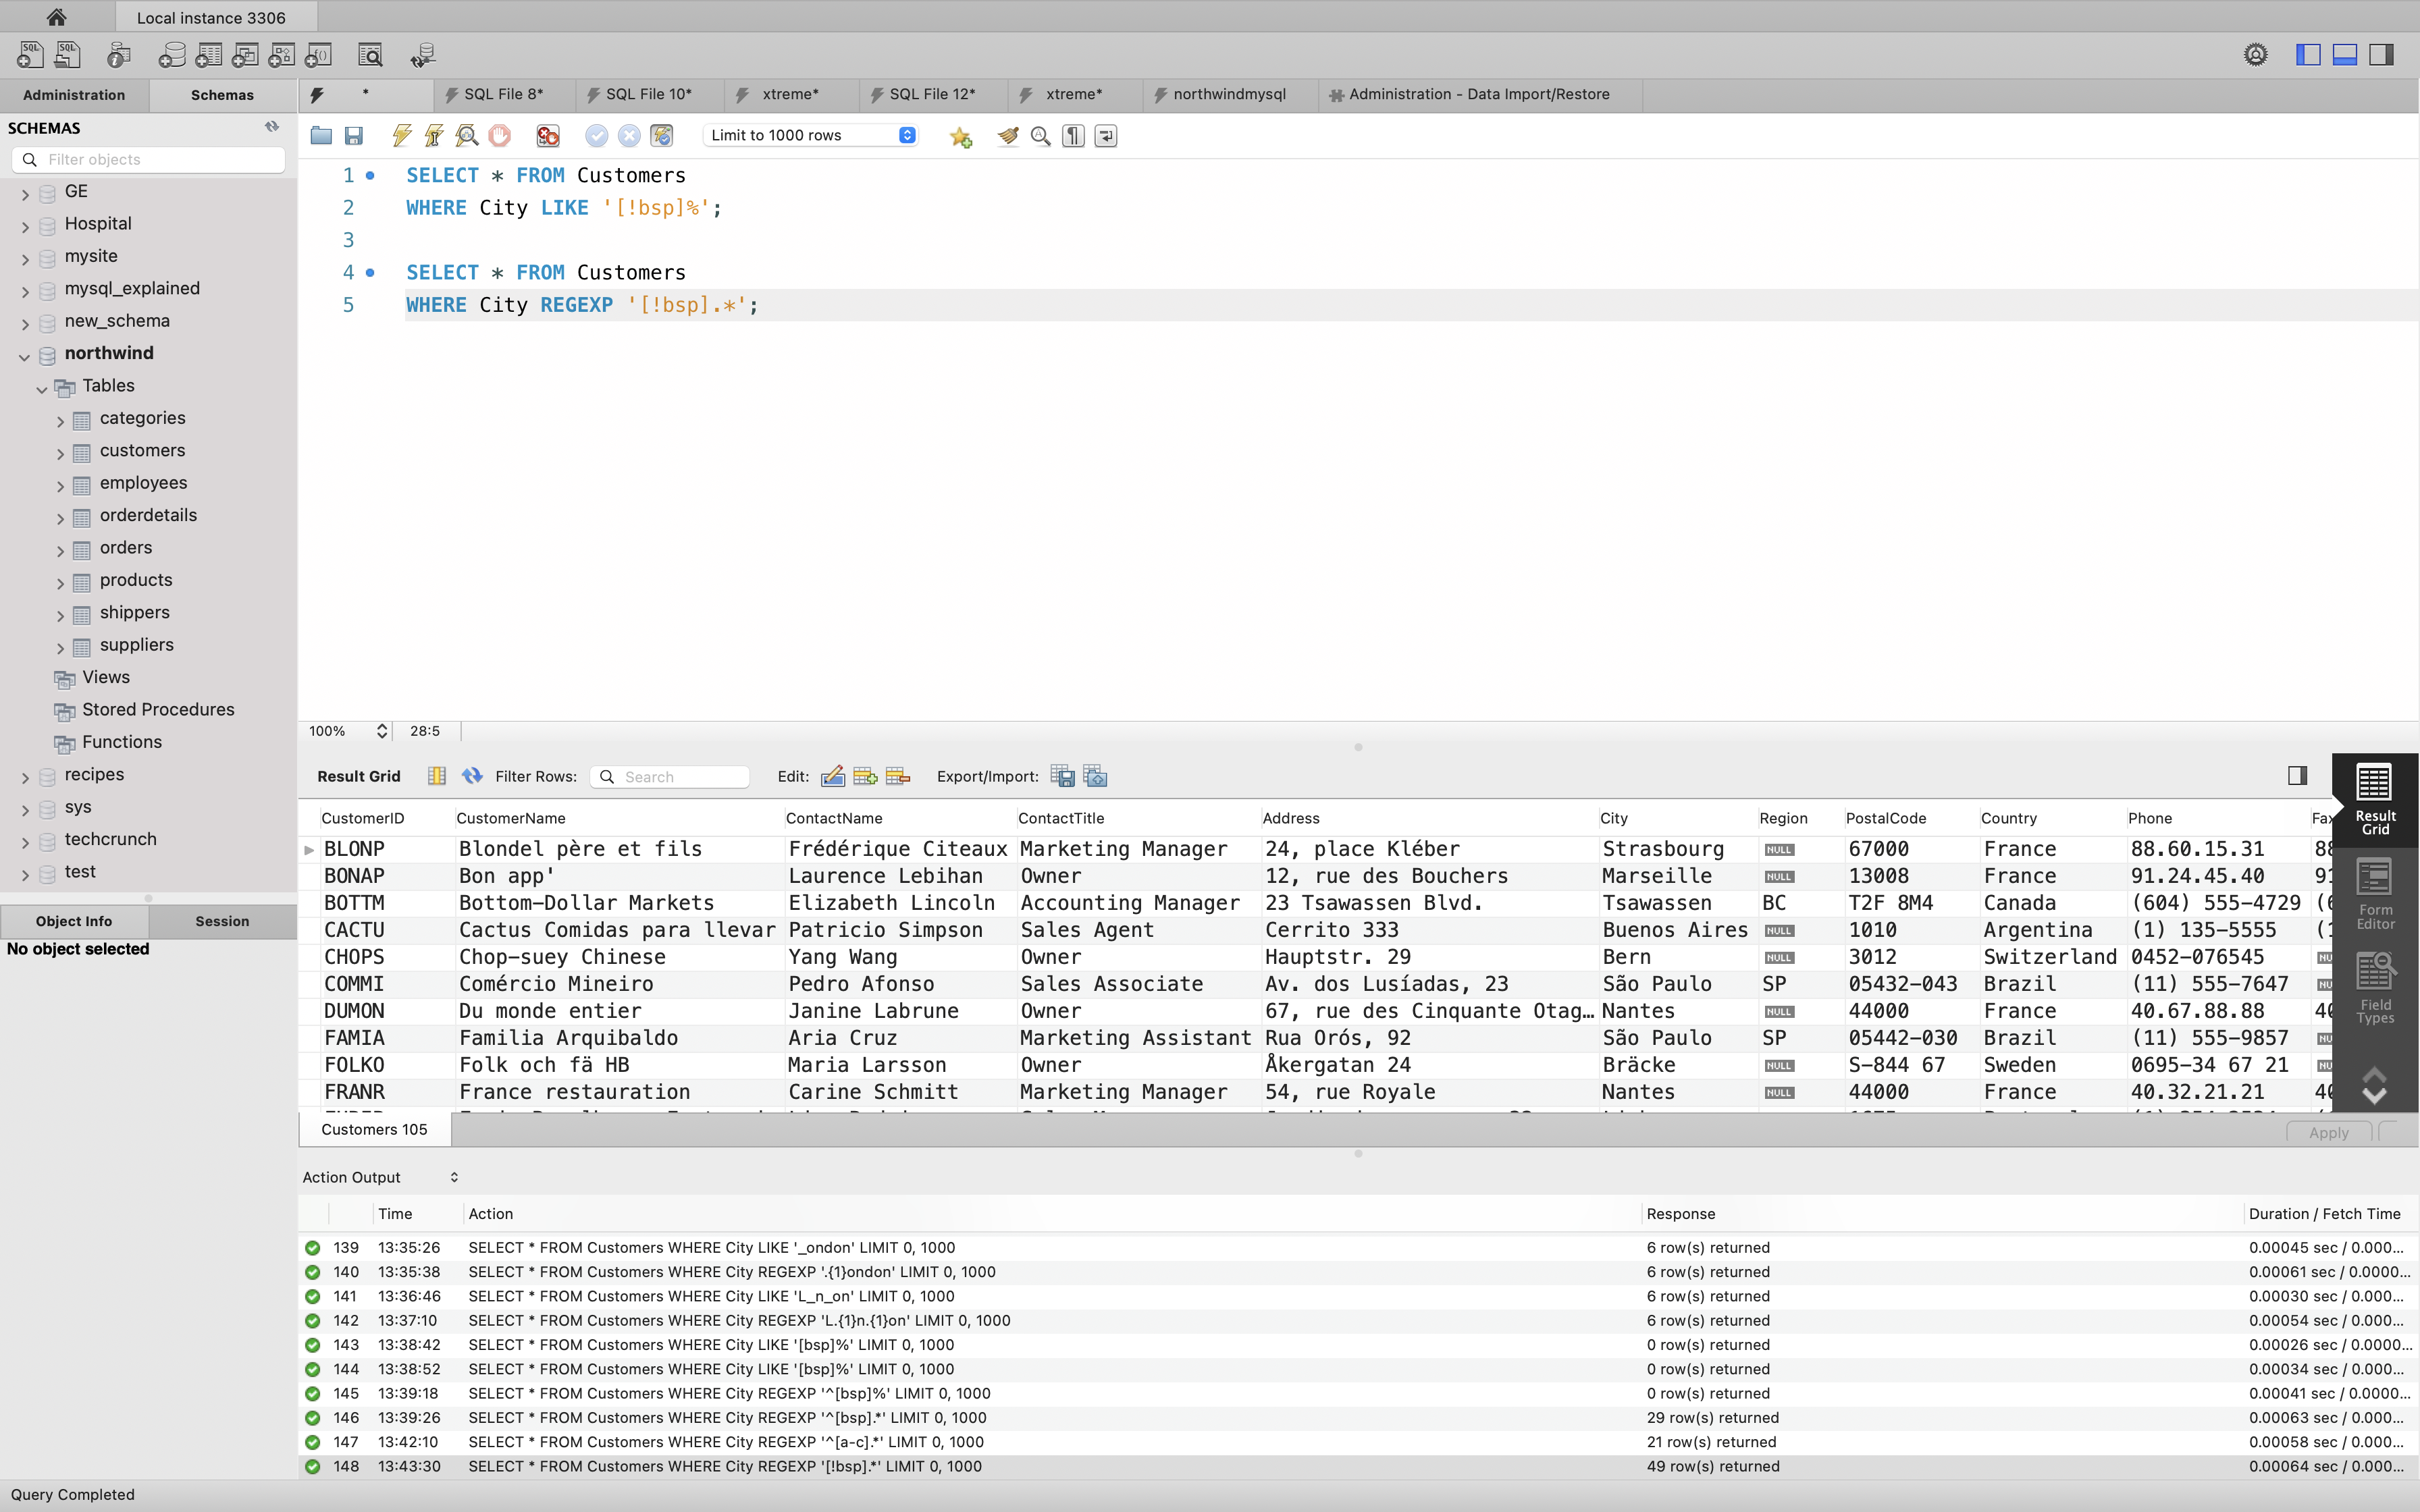 Local instance 3306
Administration
Schemas
* SQL File 8* SQL File 10* xtreme* SQL File 12* xtreme* northwindmysql Administration - Data Import/Restore
SCHEMAS
Filter objects
GE
Hospital
mysite
mysql_explained
new_schema
northwind
Tables
categories
customers
employees
orderdetails
orders
products
shippers
suppliers
Views
Stored Procedures
Functions
recipes
sys
techcrunch
test
Object Info Session
No object selected
Limit to 1000 rows
1 SELECT * FROM Customers
2 WHERE City LIKE '[!bsp]%';
3
4 SELECT * FROM Customers
5 WHERE City REGEXP '[!bsp].*';
100% 28:5
Result Grid Filter Rows: Search Edit: Export/Import:
CustomerID CustomerName ContactName ContactTitle Address City Region PostalCode Country Phone
BLONP Blondel père et fils Frédérique Citeaux Marketing Manager 24, place Kléber Strasbourg NULL 67000 France 88.60.15.31
BONAP Bon app' Laurence Lebihan Owner 12, rue des Bouchers Marseille NULL 13008 France 91.24.45.40 91
BOTTM Bottom-Dollar Markets Elizabeth Lincoln Accounting Manager 23 Tsawassen Blvd. Tsawassen BC T2F 8M4 Canada (604) 555-4729
CACTU Cactus Comidas para llevar Patricio Simpson Sales Agent Cerrito 333 Buenos Aires NULL 1010 Argentina (1) 135-5555
CHOPS Chop-suey Chinese Yang Wang Owner Hauptstr. 29 Bern NULL 3012 Switzerland 0452-076545
COMMI Comércio Mineiro Pedro Afonso Sales Associate Av. dos Lusíadas, 23 São Paulo SP 05432-043 Brazil (11) 555-7647
DUMON Du monde entier Janine Labrune Owner 67, rue des Cinquante Otag... Nantes NULL 44000 France 40.67.88.88
FAMIA Familia Arquibaldo Aria Cruz Marketing Assistant Rua Orós, 92 São Paulo SP 05442-030 Brazil (11) 555-9857
FOLKO Folk och fä HB Maria Larsson Owner Åkergatan 24 Bräcke NULL S-844 67 Sweden 0695-34 67 21
FRANR France restauration Carine Schmitt Marketing Manager 54, rue Royale Nantes NULL 44000 France 40.32.21.21
Result
Grid
Form
Editor
Field
Types
Customers 105
Apply
Action Output
Time Action Response Duration / Fetch Time
139 13:35:26 SELECT * FROM Customers WHERE City LIKE '_ondon' LIMIT 0, 1000 6 row(s) returned 0.00045 sec / 0.000...
140 13:35:38 SELECT * FROM Customers WHERE City REGEXP '.{1}ondon' LIMIT 0, 1000 6 row(s) returned 0.00061 sec / 0.0000...
141 13:36:46 SELECT * FROM Customers WHERE City LIKE 'L_n_on' LIMIT 0, 1000 6 row(s) returned 0.00030 sec / 0.000...
142 13:37:10 SELECT * FROM Customers WHERE City REGEXP 'L.{1}n.{1}on' LIMIT 0, 1000 6 row(s) returned 0.00054 sec / 0.000...
143 13:38:42 SELECT * FROM Customers WHERE City LIKE '[bsp]%' LIMIT 0, 1000 0 row(s) returned 0.00026 sec / 0.0000...
144 13:38:52 SELECT * FROM Customers WHERE City LIKE '[bsp]%' LIMIT 0, 1000 0 row(s) returned 0.00034 sec / 0.000...
145 13:39:18 SELECT * FROM Customers WHERE City REGEXP '^[bsp]%' LIMIT 0, 1000 0 row(s) returned 0.00041 sec / 0.0000...
146 13:39:26 SELECT * FROM Customers WHERE City REGEXP '^[bsp].*' LIMIT 0, 1000 29 row(s) returned 0.00063 sec / 0.000...
147 13:42:10 SELECT * FROM Customers WHERE City REGEXP '^[a-c].*' LIMIT 0, 1000 21 row(s) returned 0.00058 sec / 0.000...
148 13:43:30 SELECT * FROM Customers WHERE City REGEXP '[!bsp].*' LIMIT 0, 1000 49 row(s) returned 0.00064 sec / 0.000...
Query Completed